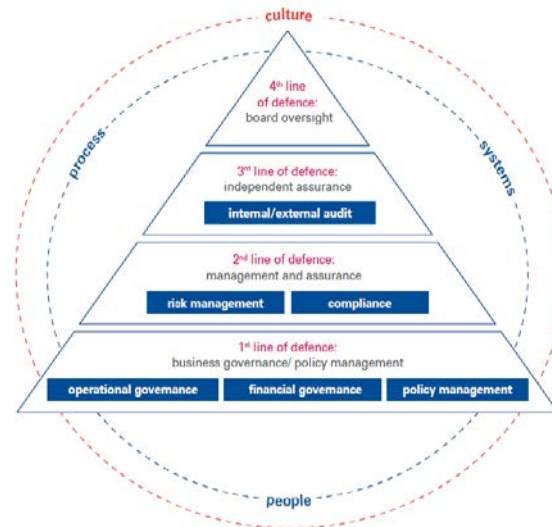 culture
process
systems
4th line
of defence:
board oversight
3rd line of defence:
independent assurance
internal/external audit
2nd line of defence:
management and assurance
risk management compliance
1st line of defence:
business governance/ policy management
operational governance financial governance policy management
people